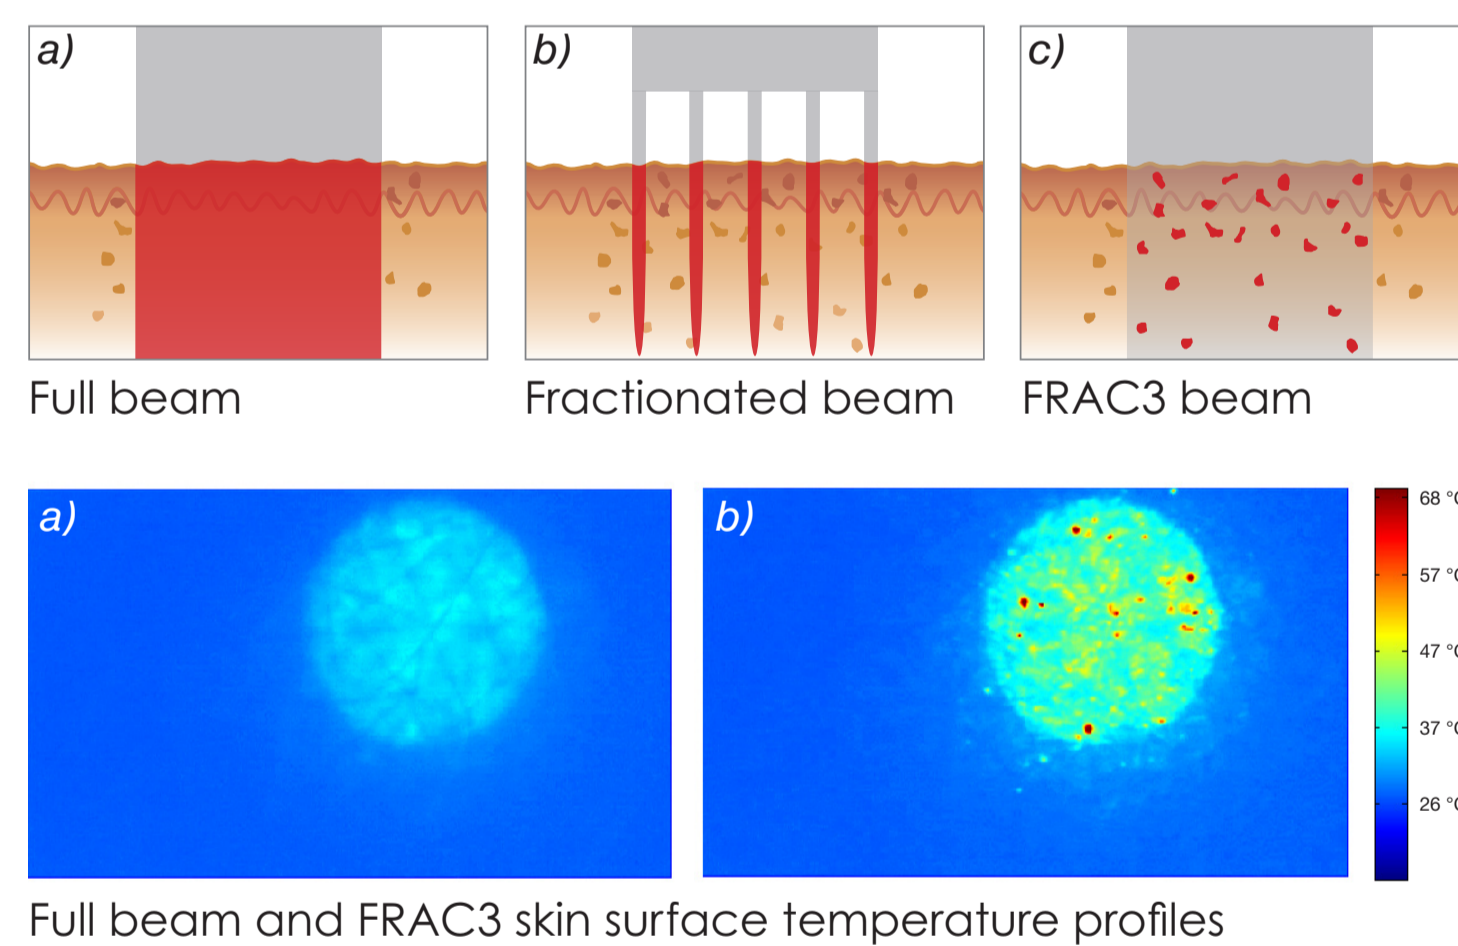 a)
b)
c)
Full beam
Fractionated beam
FRAC3 beam
a)
b)
68 °C
57 °C
47 °C
37 °C
26 °C
Full beam and FRAC3 skin surface temperature profiles